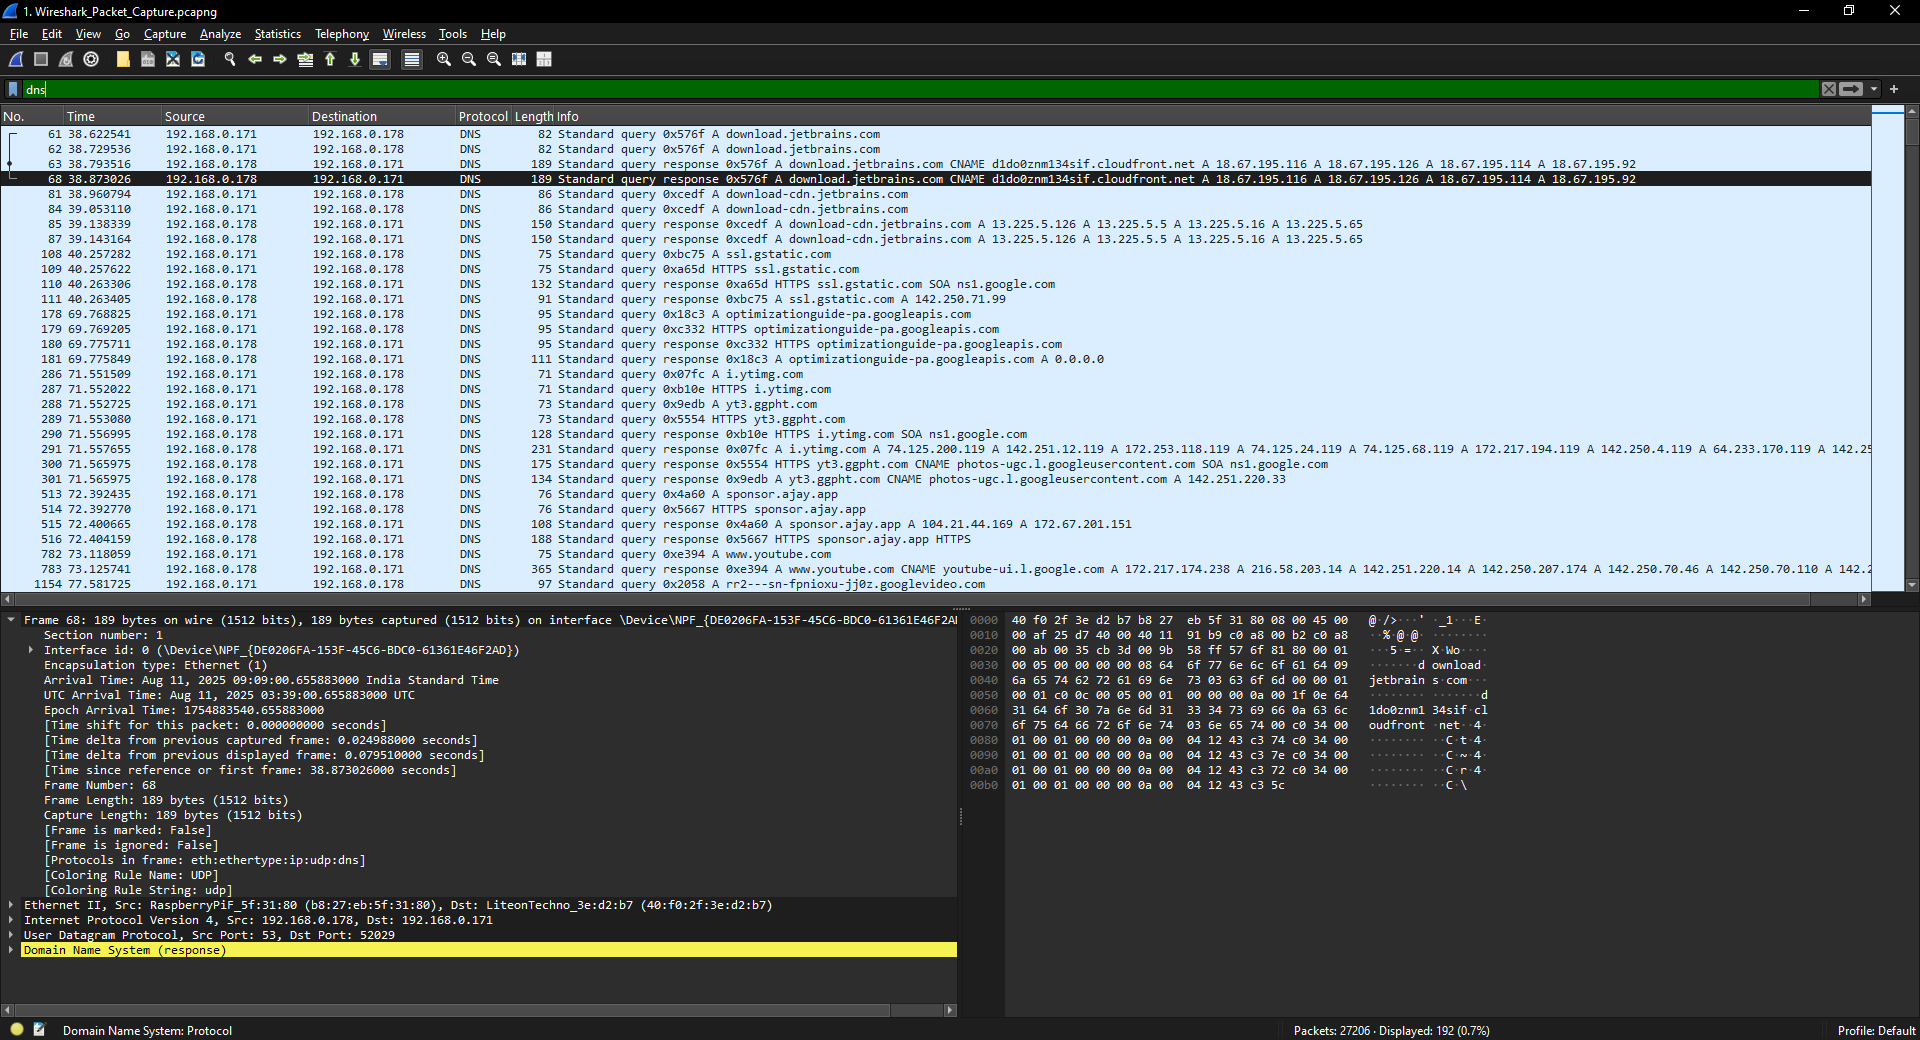 1. Wireshark_Packet_Capture.pcapng
File Edit View Go Capture Analyze Statistics Telephony Wireless Tools Help
dns
No. Time Source Destination Protocol Length Info
61 38.622541 192.168.0.171 192.168.0.178 DNS 82 Standard query 0x576f A download.jetbrains.com
62 38.729536 192.168.0.171 192.168.0.178 DNS 82 Standard query 0x576f A download.jetbrains.com
63 38.793516 192.168.0.178 192.168.0.171 DNS 189 Standard query response 0x576f A download.jetbrains.com CNAME d1do0znm134sif.cloudfront.net A 18.67.195.116 A 18.67.195.126 A 18.67.195.114 A 18.67.195.92
68 38.873026 192.168.0.178 192.168.0.171 DNS 189 Standard query response 0x576f A download.jetbrains.com CNAME d1do0znm134sif.cloudfront.net A 18.67.195.116 A 18.67.195.126 A 18.67.195.114 A 18.67.195.92
81 38.960794 192.168.0.171 192.168.0.178 DNS 86 Standard query 0xcedf A download-cdn.jetbrains.com
84 39.053110 192.168.0.171 192.168.0.178 DNS 86 Standard query 0xcedf A download-cdn.jetbrains.com
85 39.138339 192.168.0.178 192.168.0.171 DNS 150 Standard query response 0xcedf A download-cdn.jetbrains.com A 13.225.5.126 A 13.225.5.5 A 13.225.5.16 A 13.225.5.65
87 39.143164 192.168.0.178 192.168.0.171 DNS 150 Standard query response 0xcedf A download-cdn.jetbrains.com A 13.225.5.126 A 13.225.5.5 A 13.225.5.16 A 13.225.5.65
108 40.257282 192.168.0.171 192.168.0.178 DNS 75 Standard query 0xbc75 A ssl.gstatic.com
109 40.257622 192.168.0.171 192.168.0.178 DNS 75 Standard query 0xa65d HTTPS ssl.gstatic.com
110 40.263306 192.168.0.178 192.168.0.171 DNS 132 Standard query response 0xa65d HTTPS ssl.gstatic.com SOA ns1.google.com
111 40.263405 192.168.0.178 192.168.0.171 DNS 91 Standard query response 0xbc75 A ssl.gstatic.com A 142.250.71.99
178 69.768825 192.168.0.171 192.168.0.178 DNS 95 Standard query 0x18c3 A optimizationguide-pa.googleapis.com
179 69.769205 192.168.0.171 192.168.0.178 DNS 95 Standard query 0xc332 HTTPS optimizationguide-pa.googleapis.com
180 69.775711 192.168.0.178 192.168.0.171 DNS 95 Standard query response 0xc332 HTTPS optimizationguide-pa.googleapis.com
181 69.775849 192.168.0.178 192.168.0.171 DNS 111 Standard query response 0x18c3 A optimizationguide-pa.googleapis.com A 0.0.0.0
286 71.551509 192.168.0.171 192.168.0.178 DNS 71 Standard query 0x07fc A i.ytimg.com
287 71.552022 192.168.0.171 192.168.0.178 DNS 71 Standard query 0xb10e HTTPS i.ytimg.com
288 71.552725 192.168.0.171 192.168.0.178 DNS 73 Standard query 0x9edb A yt3.ggpht.com
289 71.553080 192.168.0.171 192.168.0.178 DNS 73 Standard query 0x5554 HTTPS yt3.ggpht.com
290 71.556995 192.168.0.178 192.168.0.171 DNS 128 Standard query response 0xb10e HTTPS i.ytimg.com SOA ns1.google.com
291 71.557655 192.168.0.178 192.168.0.171 DNS 231 Standard query response 0x07fc A i.ytimg.com A 74.125.200.119 A 142.251.12.119 A 172.253.118.119 A 74.125.24.119 A 74.125.68.119 A 172.217.194.119 A 142.250.4.119 A 64.233.170.119 A 142.25
300 71.565975 192.168.0.178 192.168.0.171 DNS 175 Standard query response 0x5554 HTTPS yt3.ggpht.com CNAME photos-ugc.l.googleusercontent.com SOA ns1.google.com
301 71.565975 192.168.0.178 192.168.0.171 DNS 134 Standard query response 0x9edb A yt3.ggpht.com CNAME photos-ugc.l.googleusercontent.com A 142.251.220.33
513 72.392435 192.168.0.171 192.168.0.178 DNS 76 Standard query 0x4a60 A sponsor.ajay.app
514 72.392770 192.168.0.171 192.168.0.178 DNS 76 Standard query 0x5667 HTTPS sponsor.ajay.app
515 72.400665 192.168.0.178 192.168.0.171 DNS 108 Standard query response 0x4a60 A sponsor.ajay.app A 104.21.44.169 A 172.67.201.151
516 72.404159 192.168.0.178 192.168.0.171 DNS 188 Standard query response 0x5667 HTTPS sponsor.ajay.app HTTPS
782 73.118059 192.168.0.171 192.168.0.178 DNS 75 Standard query 0xe394 A www.youtube.com
783 73.125741 192.168.0.178 192.168.0.171 DNS 365 Standard query response 0xe394 A www.youtube.com CNAME youtube-ui.l.google.com A 172.217.174.238 A 216.58.203.14 A 142.251.220.14 A 142.250.207.174 A 142.250.70.46 A 142.250.70.110 A 142.2
1154 77.581725 192.168.0.171 192.168.0.178 DNS 97 Standard query 0x2058 A rr2---sn-fpnioxu-jj0z.googlevideo.com
Frame 68: 189 bytes on wire (1512 bits), 189 bytes captured (1512 bits) on interface \Device\NPF_{DE0206FA-153F-45C6-BDC0-61361E46F2AD
Section number: 1
Interface id: 0 (\Device\NPF_{DE0206FA-153F-45C6-BDC0-61361E46F2AD})
Encapsulation type: Ethernet (1)
Arrival Time: Aug 11, 2025 09:09:00.655883000 India Standard Time
UTC Arrival Time: Aug 11, 2025 03:39:00.655883000 UTC
Epoch Arrival Time: 1754883540.655883000
[Time shift for this packet: 0.000000000 seconds]
[Time delta from previous captured frame: 0.024988000 seconds]
[Time delta from previous displayed frame: 0.079510000 seconds]
[Time since reference or first frame: 38.873026000 seconds]
Frame Number: 68
Frame Length: 189 bytes (1512 bits)
Capture Length: 189 bytes (1512 bits)
[Frame is marked: False]
[Frame is ignored: False]
[Protocols in frame: eth:ethertype:ip:udp:dns]
[Coloring Rule Name: UDP]
[Coloring Rule String: udp]
Ethernet II, Src: RaspberryPiF_5f:31:80 (b8:27:eb:5f:31:80), Dst: LiteonTechno_3e:d2:b7 (40:f0:2f:3e:d2:b7)
Internet Protocol Version 4, Src: 192.168.0.178, Dst: 192.168.0.171
User Datagram Protocol, Src Port: 53, Dst Port: 52029
Domain Name System (response)
0000 40 f0 2f 3e d2 b7 b8 27 eb 5f 31 80 08 00 45 00 @·/>···' ·_1···E·
0010 00 af 25 d7 40 00 40 11 91 b9 c0 a8 00 b2 c0 a8 ··%·@·@· ········
0020 00 ab 00 35 cb 3d 00 9b 58 ff 57 6f 81 80 00 01 ···5·=·· X·Wo····
0030 00 05 00 00 00 00 08 64 6f 77 6e 6c 6f 61 64 09 ·······d ownload·
0040 6a 65 74 62 72 61 69 6e 73 03 63 6f 6d 00 00 01 jetbrain s·com···
0050 00 01 c0 0c 00 05 00 01 00 00 00 0a 00 1f 0e 64 ········ ·······d
0060 31 64 6f 30 7a 6e 6d 31 33 34 73 69 66 0a 63 6c 1do0znm1 34sif·cl
0070 6f 75 64 66 72 6f 6e 74 03 6e 65 74 00 c0 34 00 oudfront ·net··4·
0080 01 00 01 00 00 00 0a 00 04 12 43 c3 74 c0 34 00 ········ ··C·t·4·
0090 01 00 01 00 00 00 0a 00 04 12 43 c3 7e c0 34 00 ········ ··C·~·4·
00a0 01 00 01 00 00 00 0a 00 04 12 43 c3 72 c0 34 00 ········ ··C·r·4·
00b0 01 00 01 00 00 00 0a 00 04 12 43 c3 5c ········ ··C·\
Domain Name System: Protocol
Packets: 27206 · Displayed: 192 (0.7%)
Profile: Default